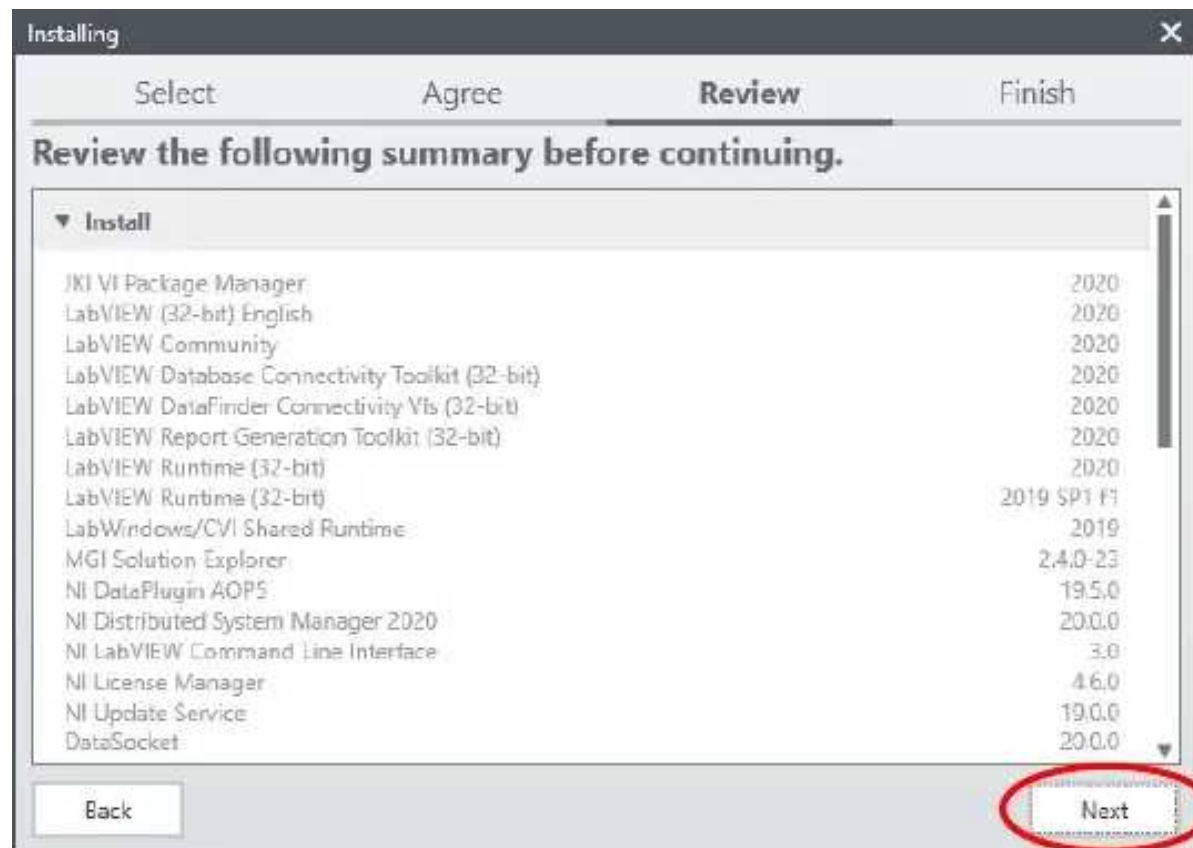 Installing
Select Agree Review Finish
Review the following summary before continuing.
Install
JKI VI Package Manager 2020
LabVIEW (32-bit) English 2020
LabVIEW Community 2020
LabVIEW Database Connectivity Toolkit (32-bit) 2020
LabVIEW DataFinder Connectivity VIs (32-bit) 2020
LabVIEW Report Generation Toolkit (32-bit) 2020
LabVIEW Runtime (32-bit) 2020
LabVIEW Runtime (32-bit) 2019 SP1 f1
LabWindows/CVI Shared Runtime 2019
MGI Solution Explorer 2.4.0-23
NI DataPlugin AOP5 19.5.0
NI Distributed System Manager 2020 20.0.0
NI LabVIEW Command Line Interface 3.0
NI License Manager 4.6.0
NI Update Service 19.0.0
DataSocket 20.0.0
Back Next